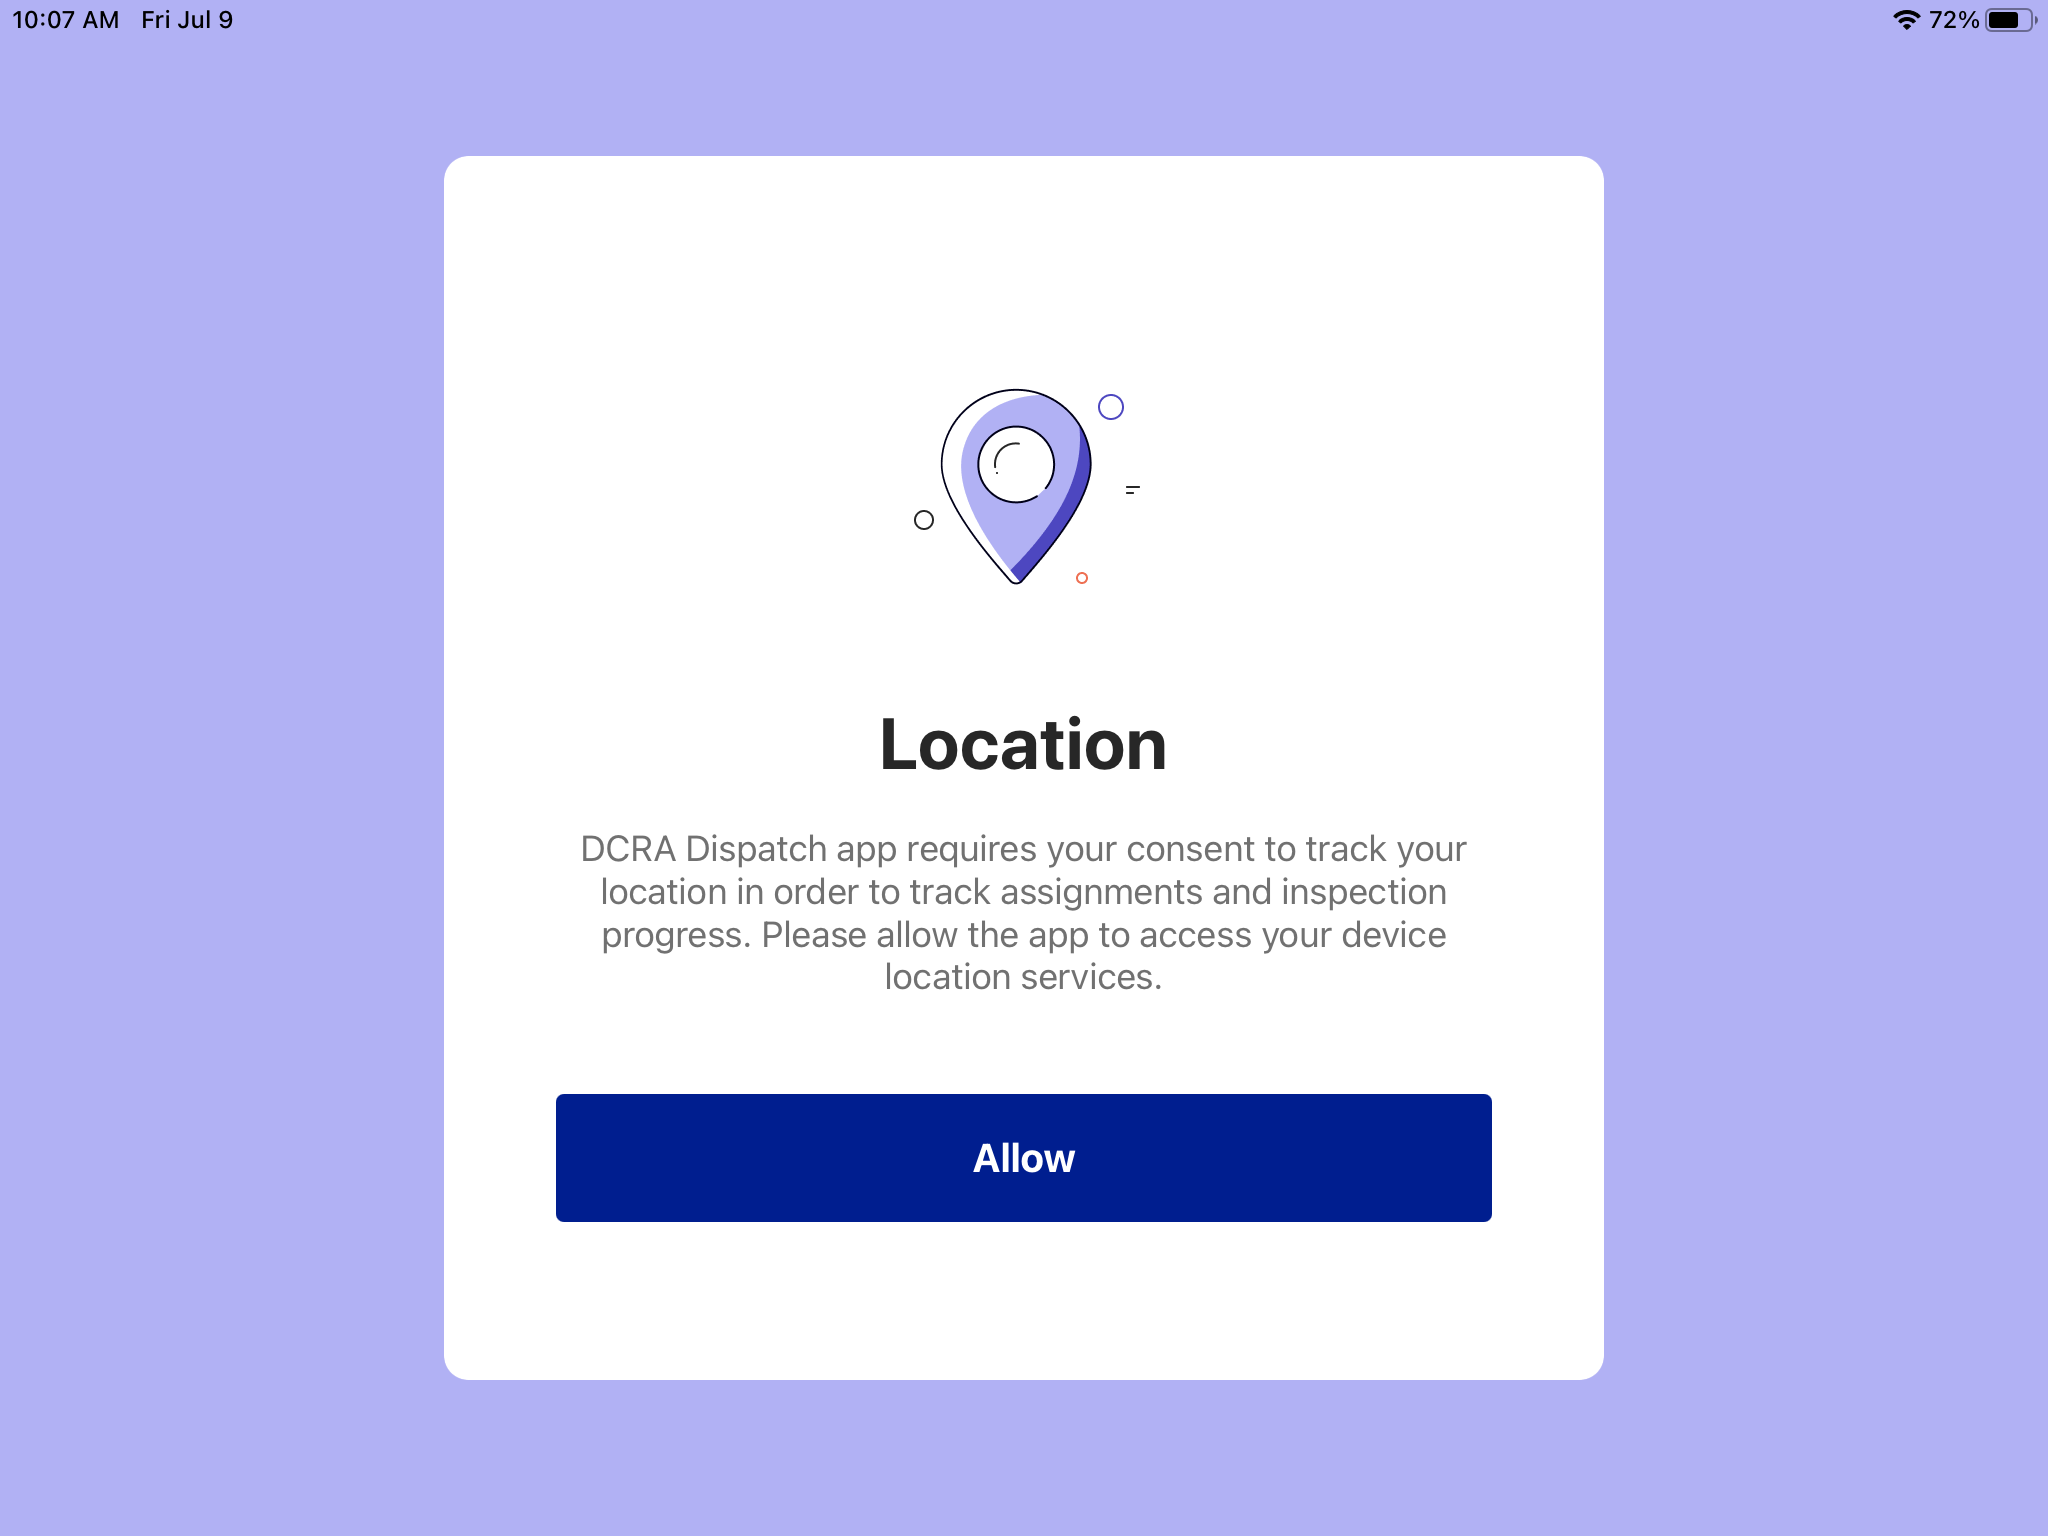 10:07 AM Fri Jul 9 72%
Location
DCRA Dispatch app requires your consent to track your
location in order to track assignments and inspection
progress. Please allow the app to access your device
location services.
Allow